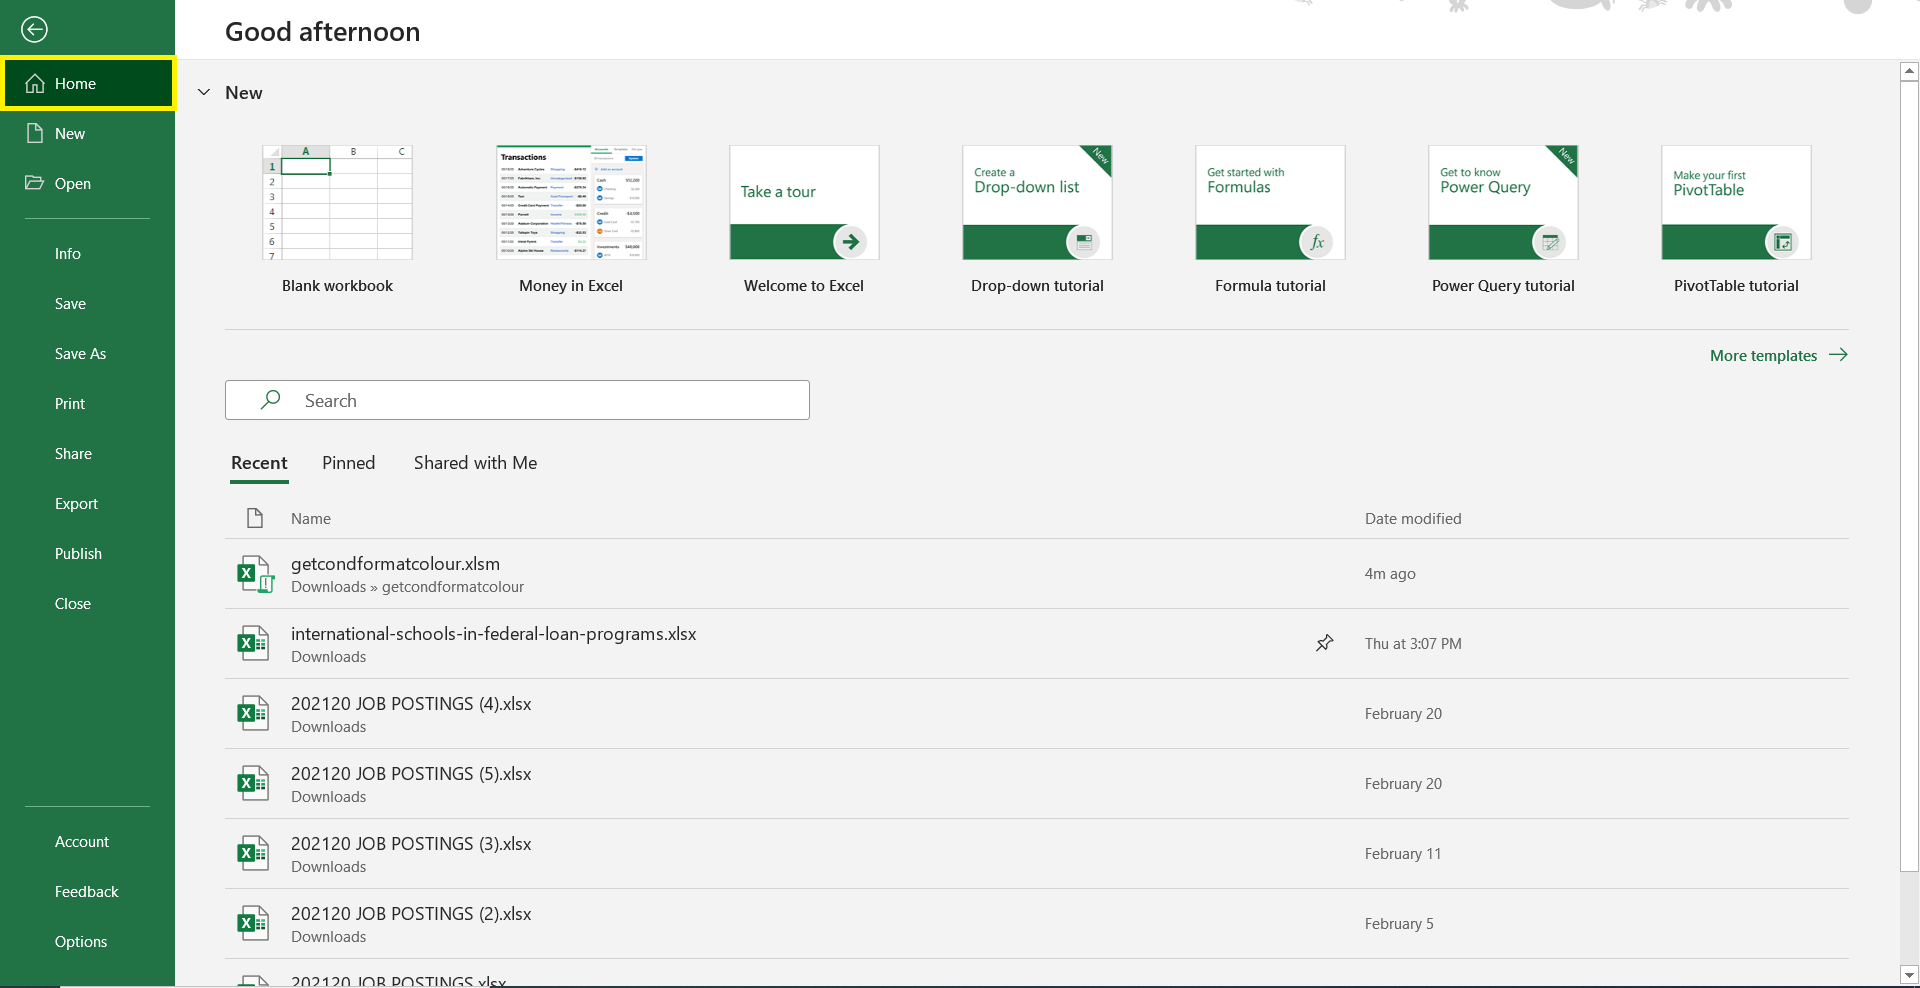 Good afternoon
Home
New
Open
Info
Save
Save As
Print
Share
Export
Publish
Close
Account
Feedback
Options
New
A B C
1
2
3
4
5
6
7
Blank workbook
Transactions
Money in Excel
Take a tour
Welcome to Excel
New
Create a
Drop-down list
Drop-down tutorial
Get started with
Formulas
fx
Formula tutorial
New
Get to know
Power Query
Power Query tutorial
Make your first
PivotTable
PivotTable tutorial
More templates
Search
Recent Pinned Shared with Me
Name Date modified
getcondformatcolour.xlsm
Downloads » getcondformatcolour
4m ago
international-schools-in-federal-loan-programs.xlsx
Downloads
Thu at 3:07 PM
202120 JOB POSTINGS (4).xlsx
Downloads
February 20
202120 JOB POSTINGS (5).xlsx
Downloads
February 20
202120 JOB POSTINGS (3).xlsx
Downloads
February 11
202120 JOB POSTINGS (2).xlsx
Downloads
February 5
202120 JOB POSTINGS.xlsx